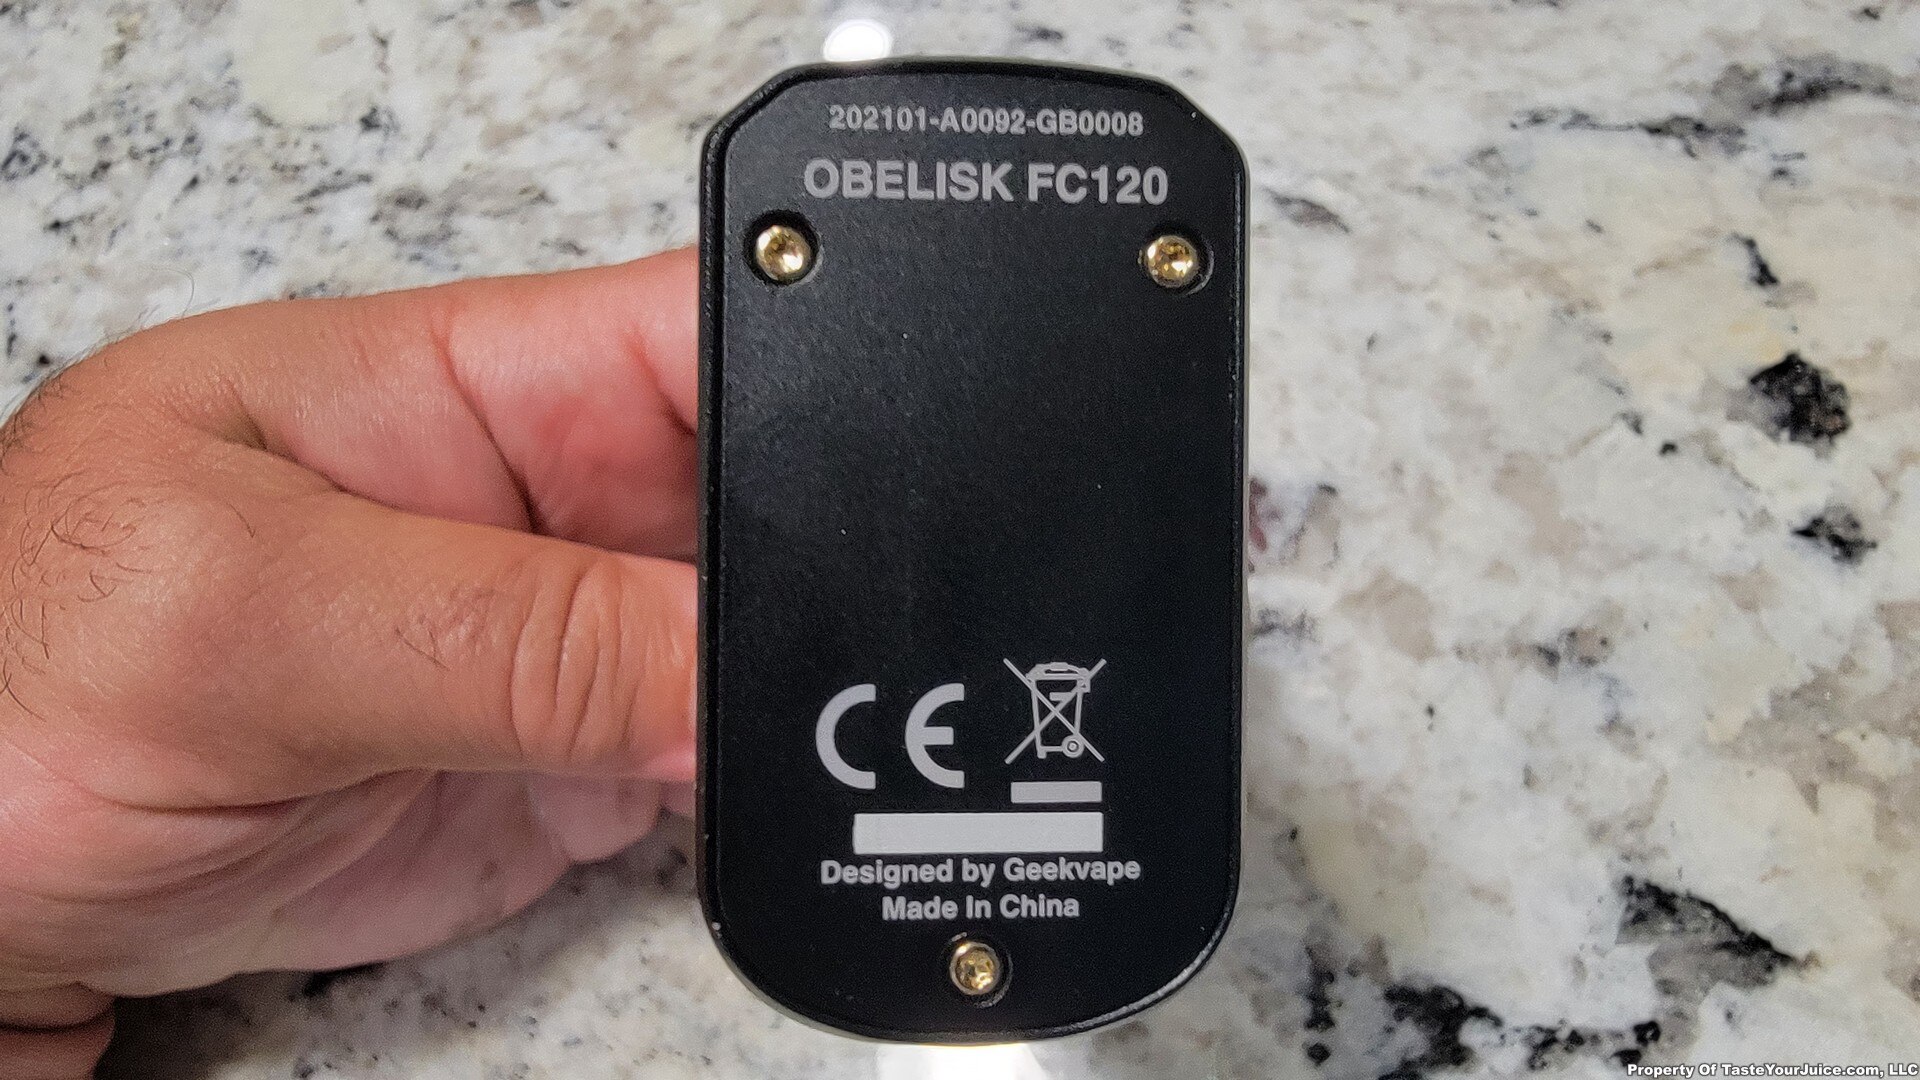 202101-A0092-GB0008
OBELISK FC120
CE
Designed by Geekvape
Made In China
Property Of TasteYourJuice.com, LLC